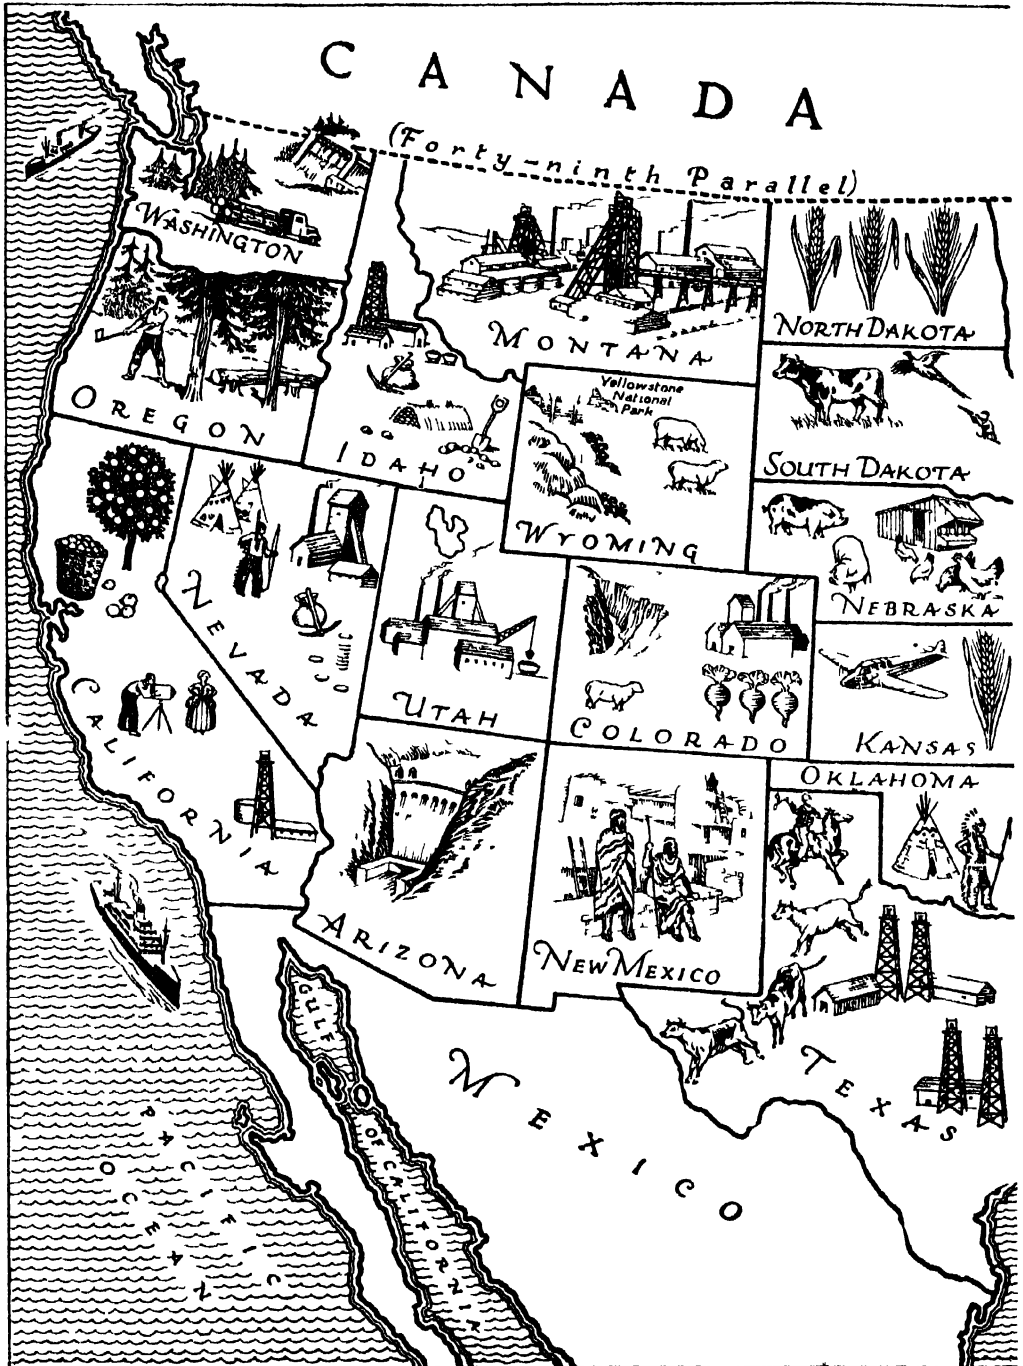 CANADA
(Forty-ninth Parallel)
WASHINGTON
MONTANA
NORTH DAKOTA
OREGON
IDAHO
Yellowstone
National
Park
WYOMING
SOUTH DAKOTA
NEBRASKA
NEVADA
UTAH
COLORADO
KANSAS
CALIFORNIA
OKLAHOMA
ARIZONA
NEW MEXICO
TEXAS
GULF
OF CALIFORNIA
MEXICO
PACIFIC
OCEAN